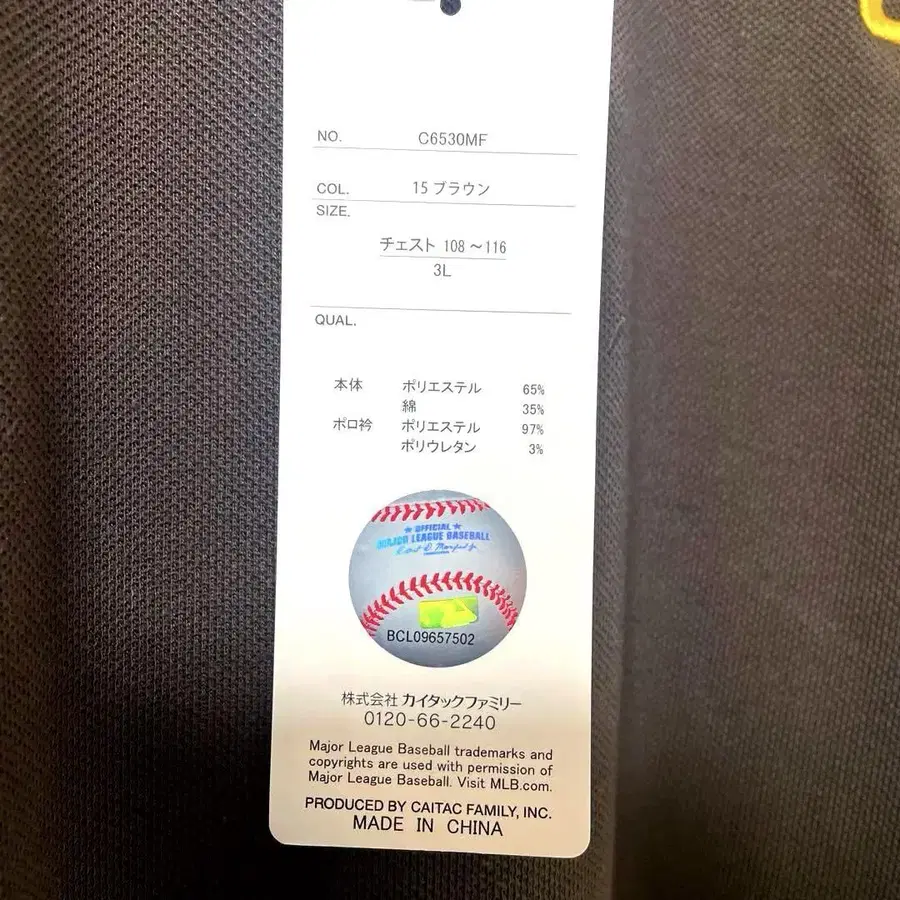 NO. C6530MF
COL. 15 ブラウン
SIZE.
チェスト 108 ～116
3L
QUAL.
本体 ポリエステル 65%
綿 35%
ポロ衿 ポリエステル 97%
ポリウレタン 3%
★ OFFICIAL ★
MAJOR LEAGUE BASEBALL
BCL09657502
株式会社 カイタックファミリー
0120-66-2240
Major League Baseball trademarks and
copyrights are used with permission of
Major League Baseball. Visit MLB.com.
PRODUCED BY CAITAC FAMILY, INC.
MADE IN CHINA